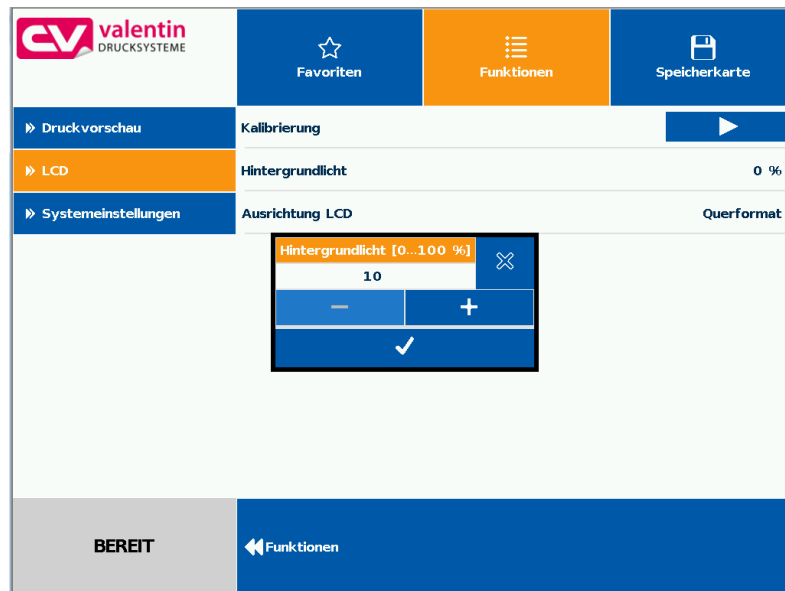 valentin
DRUCKSYSTEME
Favoriten
Funktionen
Speicherkarte
Druckvorschau
Kalibrierung
LCD
Hintergrundlicht
0 %
Systemeinstellungen
Ausrichtung LCD
Querformat
Hintergrundlicht [0...100 %]
10
BEREIT
Funktionen